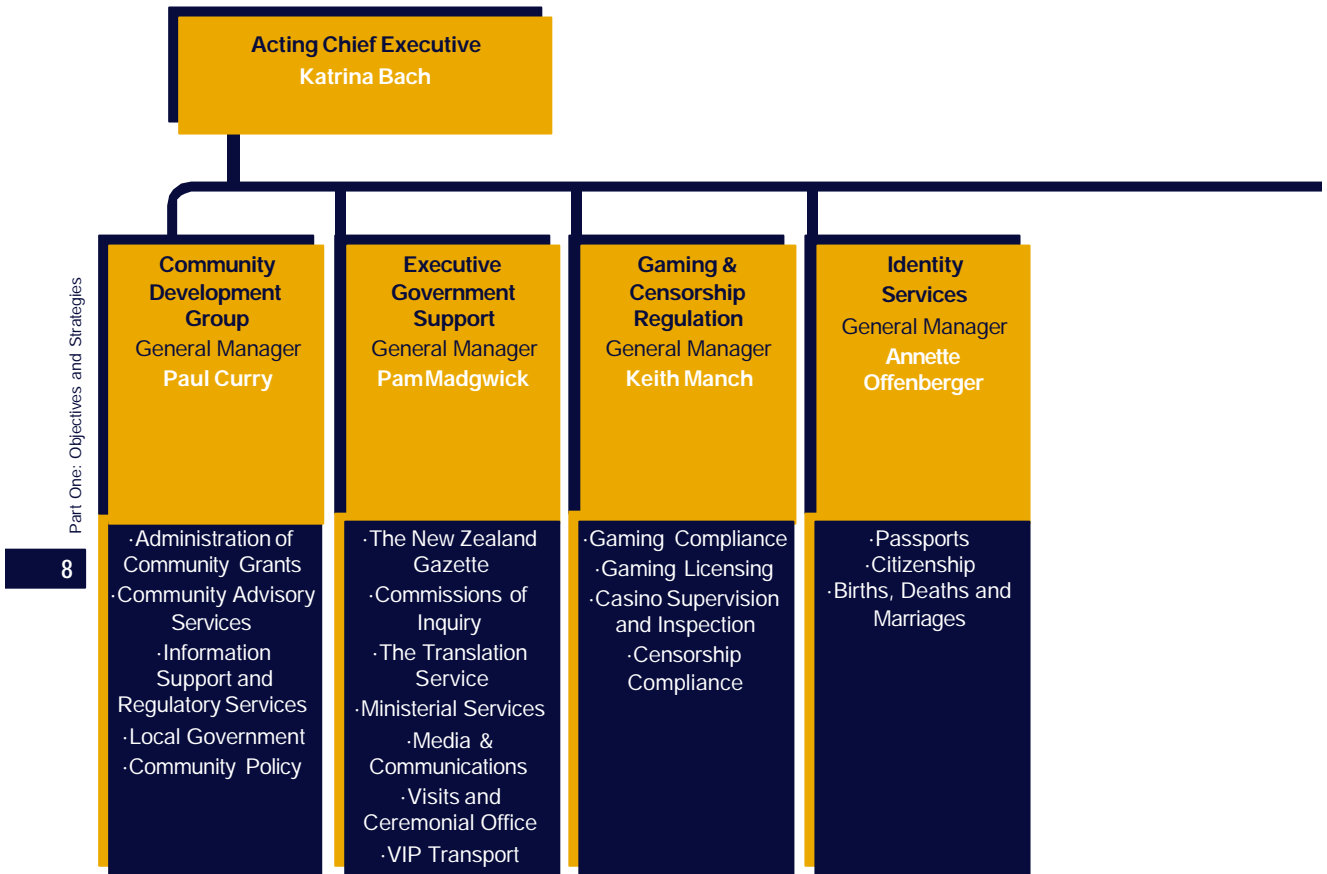 Acting Chief Executive
Katrina Bach
Community
Development
Group
General Manager
Paul Curry
Executive
Government
Support
General Manager
Pam Madgwick
Gaming &
Censorship
Regulation
General Manager
Keith Manch
Identity
Services
General Manager
Annette
Offenberger
·Administration of
Community Grants
·Community Advisory
Services
·Information
Support and
Regulatory Services
·Local Government
·Community Policy
·The New Zealand
Gazette
·Commissions of
Inquiry
·The Translation
Service
·Ministerial Services
·Media &
Communications
·Visits and
Ceremonial Office
·VIP Transport
·Gaming Compliance
·Gaming Licensing
·Casino Supervision
and Inspection
·Censorship
Compliance
·Passports
·Citizenship
·Births, Deaths and
Marriages
Part One: Objectives and Strategies
8